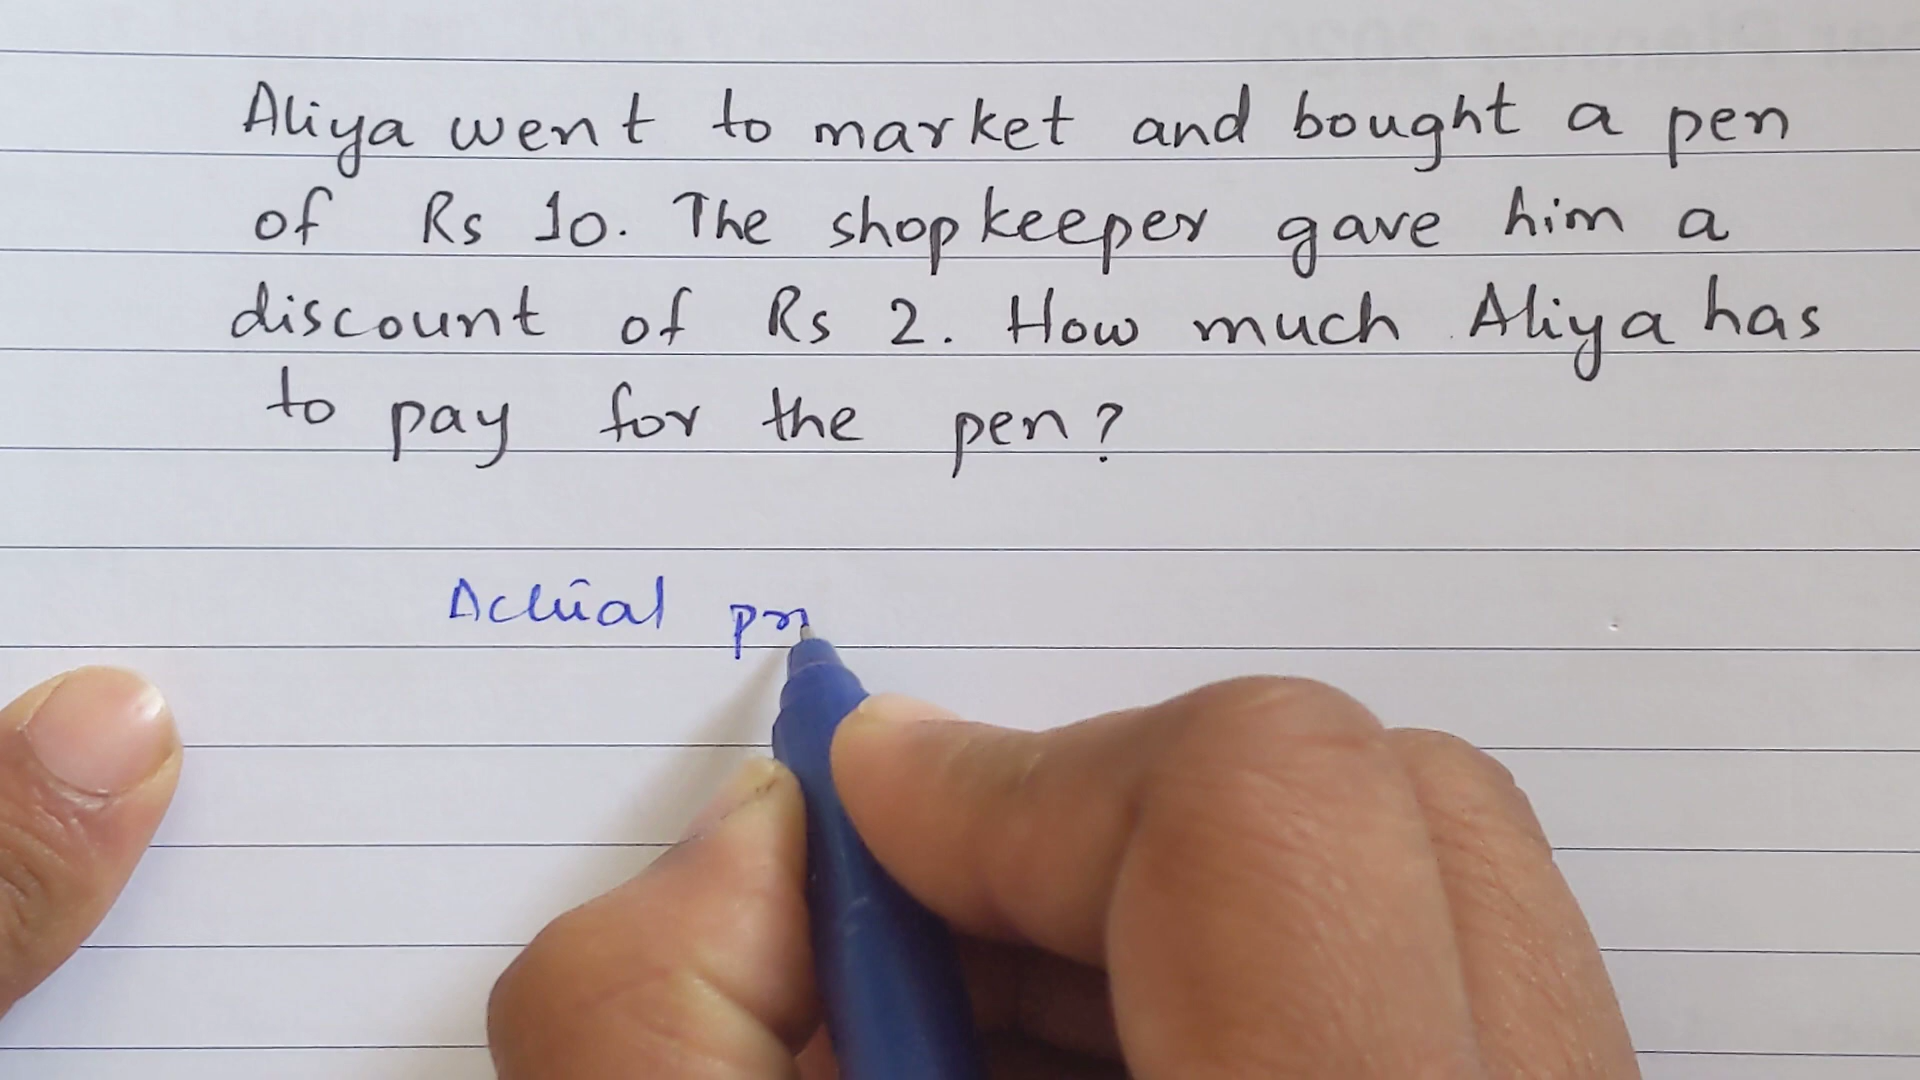 Aliya went to market and bought a pen
of Rs 10. The shopkeeper gave him a
discount of Rs 2. How much Aliya has
to pay for the pen?
Actual pr